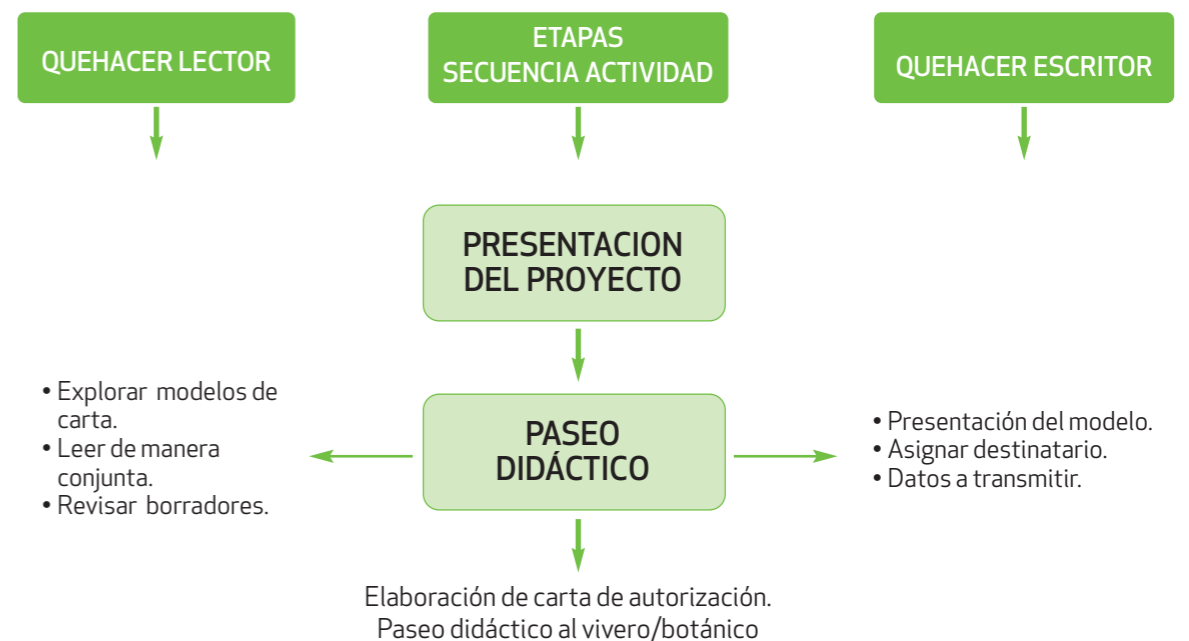 QUEHACER LECTOR
ETAPAS
SECUENCIA ACTIVIDAD
QUEHACER ESCRITOR
PRESENTACION
DEL PROYECTO
• Explorar modelos de
carta.
• Leer de manera
conjunta.
• Revisar borradores.
PASEO
DIDÁCTICO
• Presentación del modelo.
• Asignar destinatario.
• Datos a transmitir.
Elaboración de carta de autorización.
Paseo didáctico al vivero/botánico